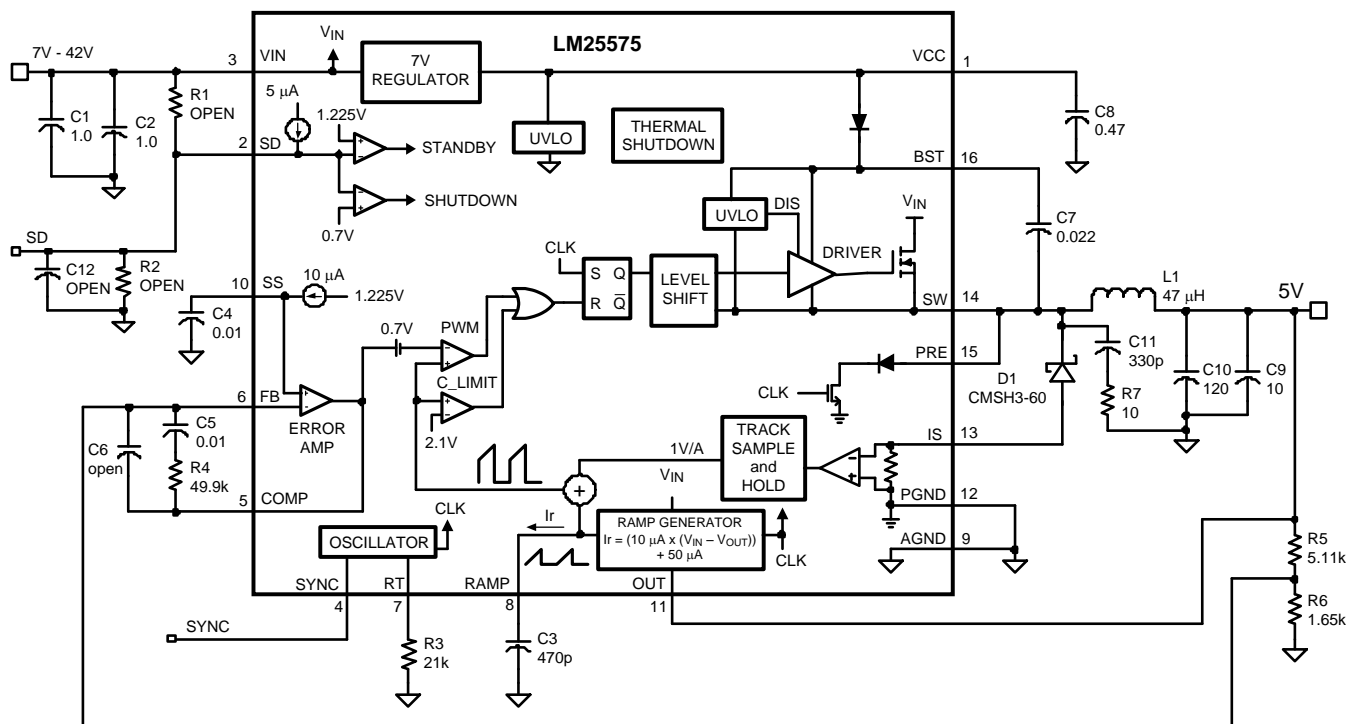 LM25575
7V - 42V
3
VIN
VIN
7V
REGULATOR
VCC
1
R1
OPEN
C1
1.0
C2
1.0
5 µA
1.225V
2
SD
STANDBY
SHUTDOWN
0.7V
UVLO
THERMAL
SHUTDOWN
C8
0.47
BST
16
UVLO
DIS
VIN
DRIVER
C7
0.022
SD
C12
OPEN
R2
OPEN
10
SS
10 µA
1.225V
C4
0.01
CLK
S
Q
R
Q
LEVEL
SHIFT
SW
14
L1
47 µH
5V
0.7V
PWM
C_LIMIT
2.1V
PRE
15
CLK
C11
330p
R7
10
D1
CMSH3-60
C10
120
C9
10
6
FB
ERROR
AMP
C5
0.01
C6
open
R4
49.9k
5
COMP
1V/A
VIN
TRACK
SAMPLE
and
HOLD
IS
13
PGND
12
AGND
9
CLK
OSCILLATOR
Ir
RAMP GENERATOR
Ir = (10 µA x (VIN – VOUT))
+ 50 µA
CLK
R5
5.11k
R6
1.65k
SYNC
4
RT
7
RAMP
8
OUT
11
SYNC
R3
21k
C3
470p